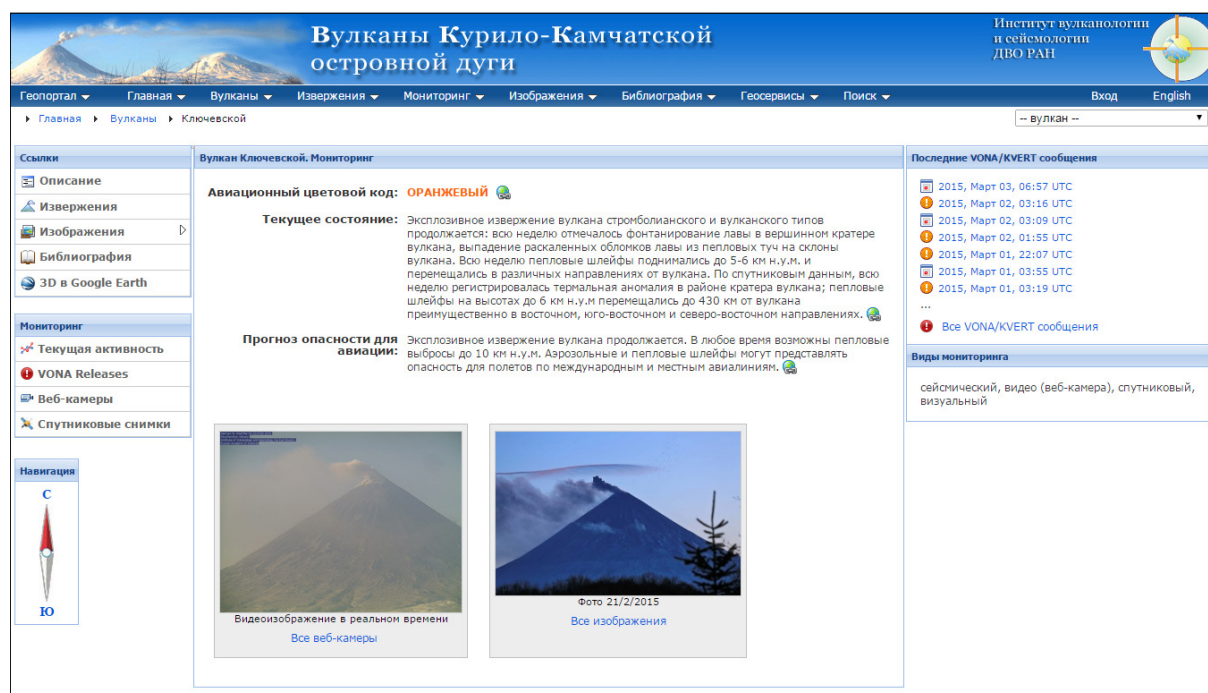 Вулканы Курило-Камчатской
островной дуги
Институт вулканологии
и сейсмологии
ДВО РАН
Геопортал Главная Вулканы Извержения Мониторинг Изображения Библиография Геосервисы Поиск Вход English
Главная Вулканы Ключевской
-- вулкан --
Ссылки
Описание
Извержения
Изображения
Библиография
3D в Google Earth
Мониторинг
Текущая активность
VONA Releases
Веб-камеры
Спутниковые снимки
Навигация
С
Ю
Вулкан Ключевской. Мониторинг
Авиационный цветовой код: ОРАНЖЕВЫЙ
Текущее состояние: Эксплозивное извержение вулкана стромболианского и вулканского типов
продолжается: всю неделю отмечалось фонтанирование лавы в вершинном кратере
вулкана, выпадение раскаленных обломков лавы из пепловых туч на склоны
вулкана. Всю неделю пепловые шлейфы поднимались до 5-6 км н.у.м. и
перемещались в различных направлениях от вулкана. По спутниковым данным, всю
неделю регистрировалась термальная аномалия в районе кратера вулкана; пепловые
шлейфы на высотах до 6 км н.у.м перемещались до 430 км от вулкана
преимущественно в восточном, юго-восточном и северо-восточном направлениях.
Прогноз опасности для
авиации:
Эксплозивное извержение вулкана продолжается. В любое время возможны пепловые
выбросы до 10 км н.у.м. Аэрозольные и пепловые шлейфы могут представлять
опасность для полетов по международным и местным авиалиниям.
Видеоизображение в реальном времени
Все веб-камеры
Фото 21/2/2015
Все изображения
Последние VONA/KVERT сообщения
2015, Март 03, 06:57 UTC
2015, Март 02, 03:16 UTC
2015, Март 02, 03:09 UTC
2015, Март 02, 01:55 UTC
2015, Март 01, 22:07 UTC
2015, Март 01, 03:55 UTC
2015, Март 01, 03:19 UTC
...
Все VONA/KVERT сообщения
Виды мониторинга
сейсмический, видео (веб-камера), спутниковый,
визуальный